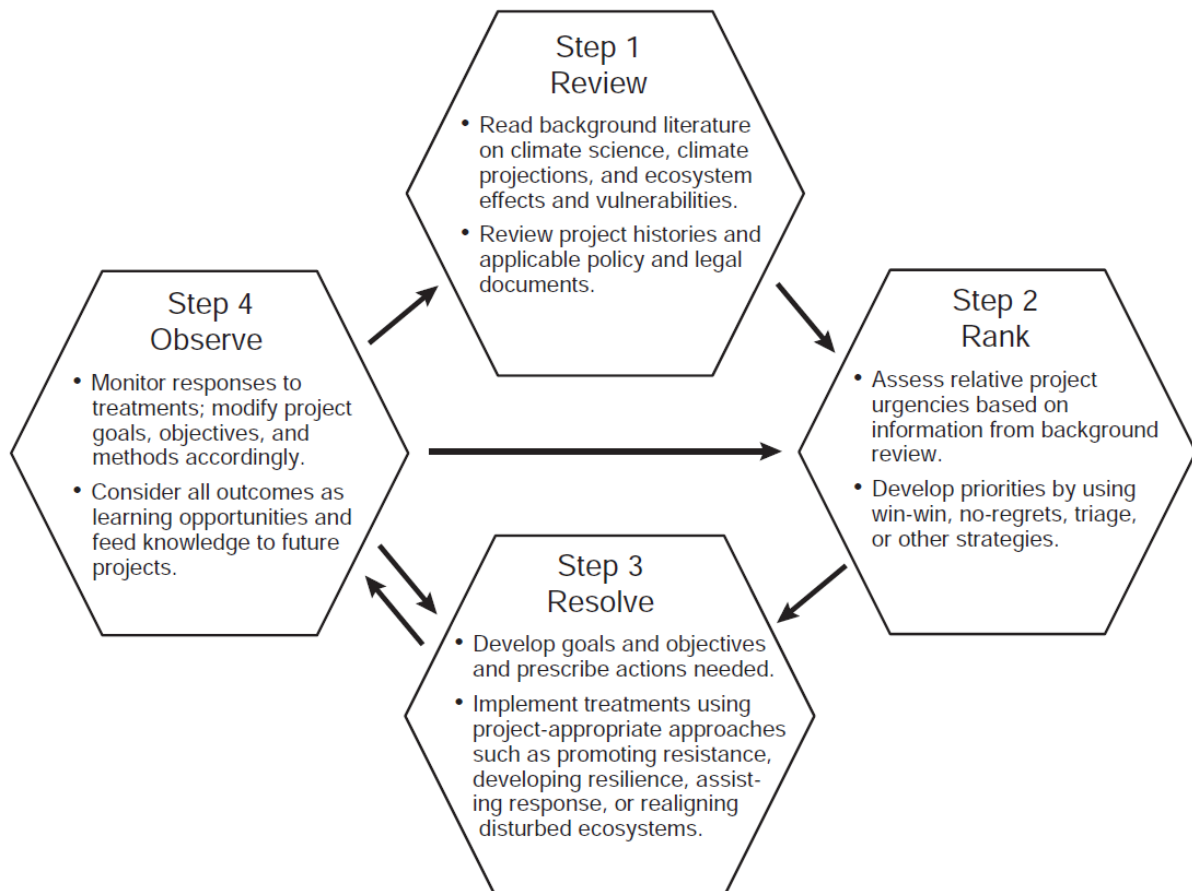 Step 1
Review
• Read background literature
on climate science, climate
projections, and ecosystem
effects and vulnerabilities.
• Review project histories and
applicable policy and legal
documents.
Step 2
Rank
• Assess relative project
urgencies based on
information from background
review.
• Develop priorities by using
win-win, no-regrets, triage,
or other strategies.
Step 3
Resolve
• Develop goals and objectives
and prescribe actions needed.
• Implement treatments using
project-appropriate approaches
such as promoting resistance,
developing resilience, assist-
ing response, or realigning
disturbed ecosystems.
Step 4
Observe
• Monitor responses to
treatments; modify project
goals, objectives, and
methods accordingly.
• Consider all outcomes as
learning opportunities and
feed knowledge to future
projects.